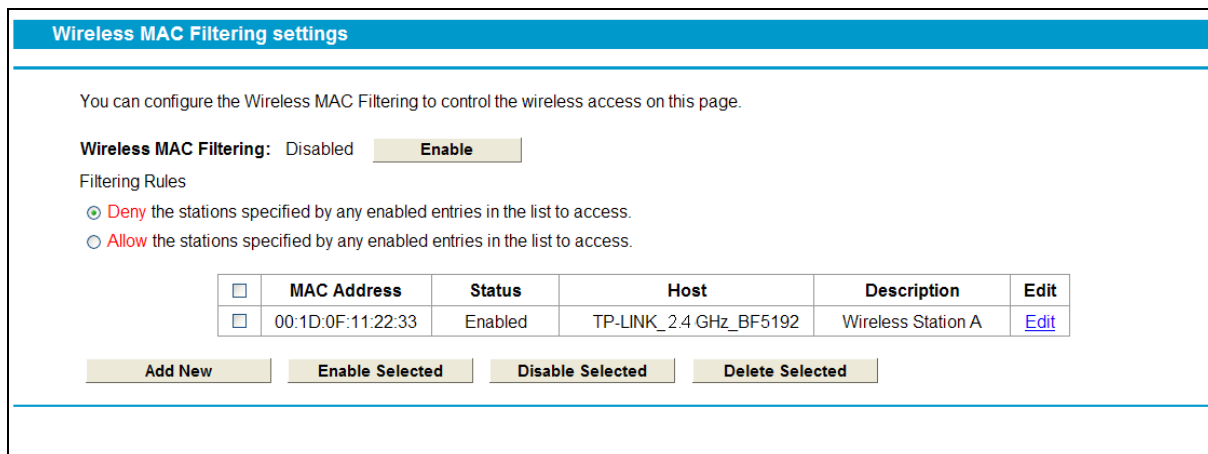 Wireless MAC Filtering settings
You can configure the Wireless MAC Filtering to control the wireless access on this page.
Wireless MAC Filtering: Disabled Enable
Filtering Rules
Deny the stations specified by any enabled entries in the list to access.
Allow the stations specified by any enabled entries in the list to access.
MAC Address Status Host Description Edit
00:1D:0F:11:22:33 Enabled TP-LINK_2.4 GHz_BF5192 Wireless Station A Edit
Add New Enable Selected Disable Selected Delete Selected